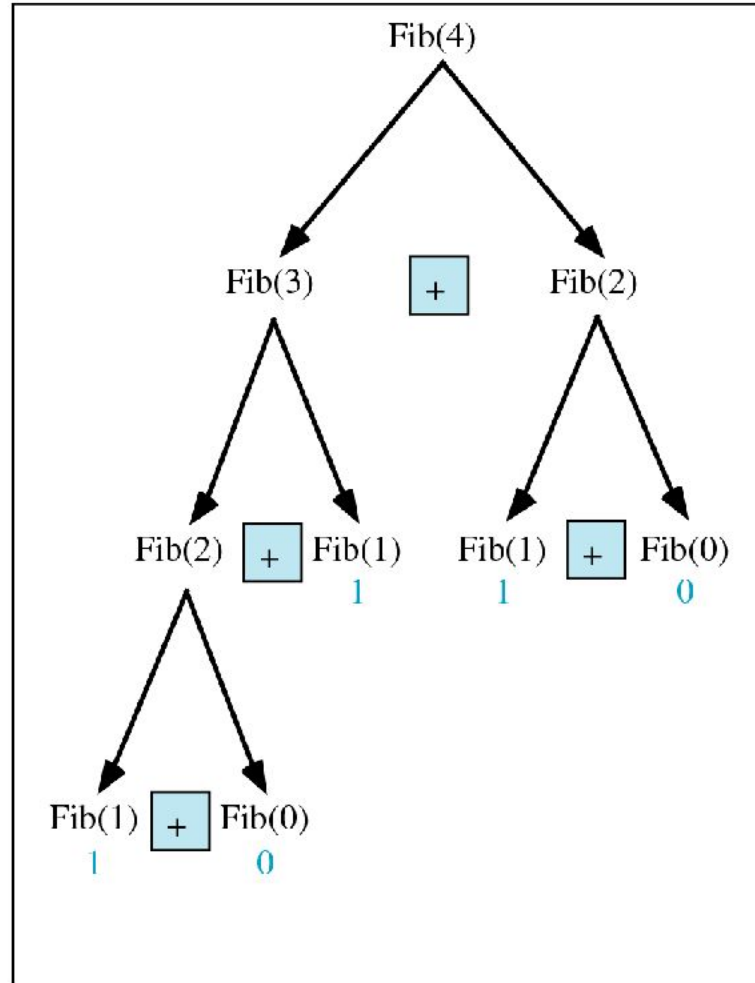 Fib(4)
Fib(3) + Fib(2)
Fib(2) + Fib(1) Fib(1) + Fib(0)
1 1 0
Fib(1) + Fib(0)
1 0